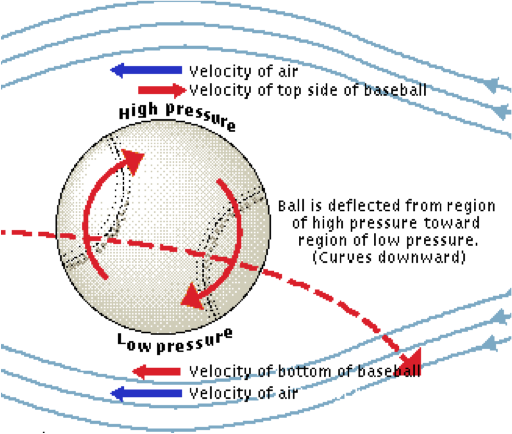 Velocity of air
Velocity of top side of baseball
High pressure
Ball is deflected from region
of high pressure toward
region of low pressure.
(Curves downward)
Low pressure
Velocity of bottom of baseball
Velocity of air